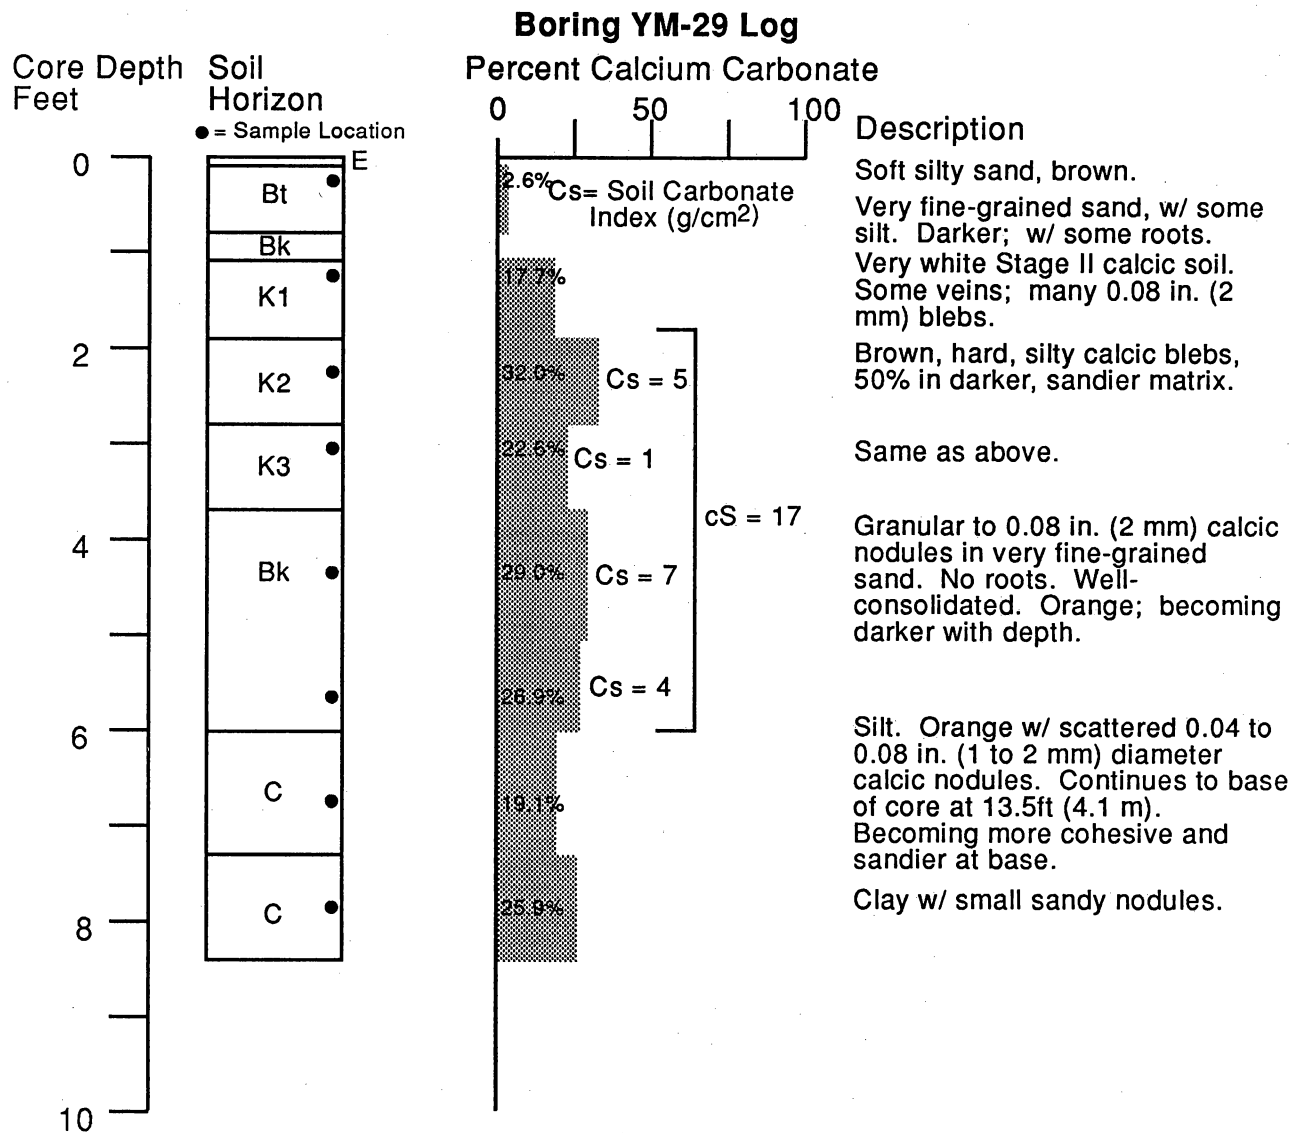 Boring YM-29 Log
Core Depth
Feet
Soil
Horizon
● = Sample Location
Percent Calcium Carbonate
0 50 100
Description
0
2
4
6
8
10
E
Bt
Bk
K1
K2
K3
Bk
C
C
2.6%
17.7%
32.0%
22.6%
29.0%
26.9%
19.1%
25.9%
Cs= Soil Carbonate
Index (g/cm2)
Cs = 5
Cs = 1
Cs = 7
Cs = 4
cS = 17
Soft silty sand, brown.
Very fine-grained sand, w/ some
silt. Darker; w/ some roots.
Very white Stage II calcic soil.
Some veins; many 0.08 in. (2
mm) blebs.
Brown, hard, silty calcic blebs,
50% in darker, sandier matrix.
Same as above.
Granular to 0.08 in. (2 mm) calcic
nodules in very fine-grained
sand. No roots. Well-
consolidated. Orange; becoming
darker with depth.
Silt. Orange w/ scattered 0.04 to
0.08 in. (1 to 2 mm) diameter
calcic nodules. Continues to base
of core at 13.5ft (4.1 m).
Becoming more cohesive and
sandier at base.
Clay w/ small sandy nodules.